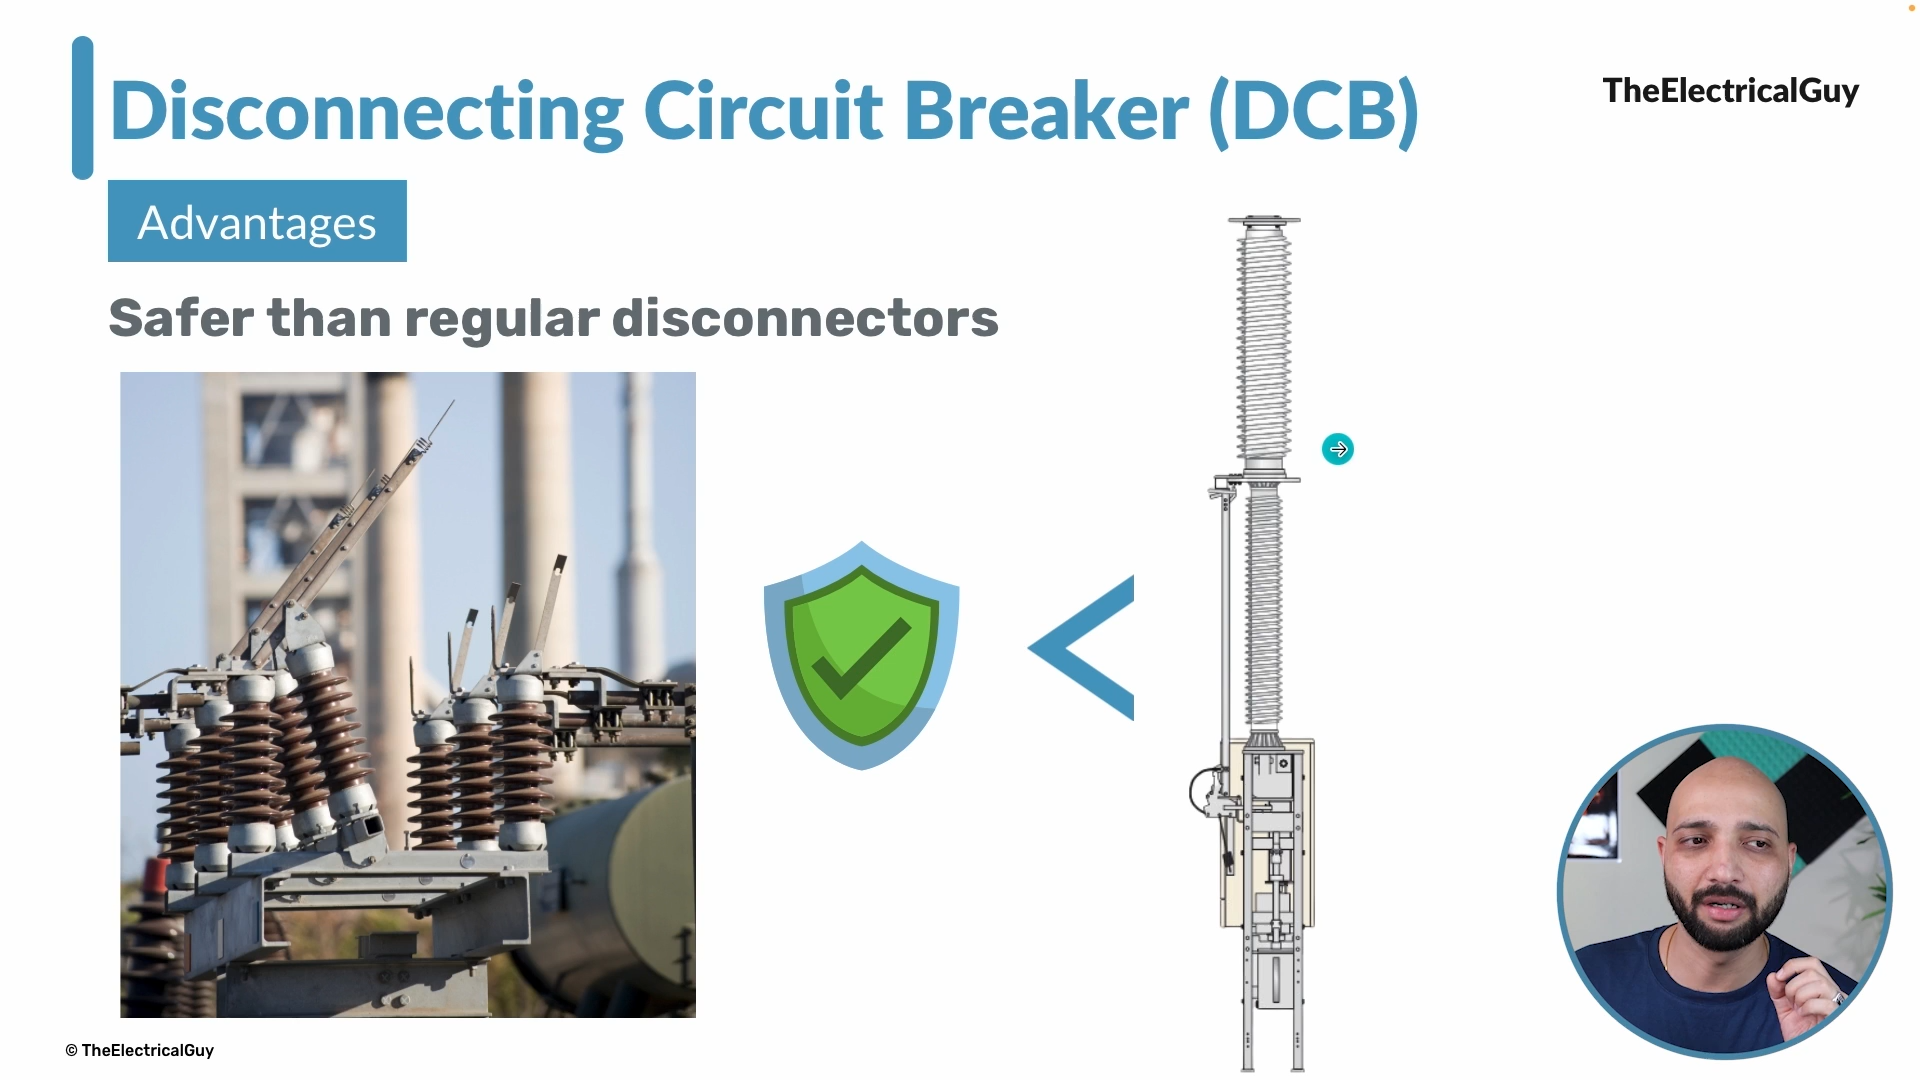 Disconnecting Circuit Breaker (DCB)
TheElectricalGuy
Advantages
Safer than regular disconnectors
© TheElectricalGuy